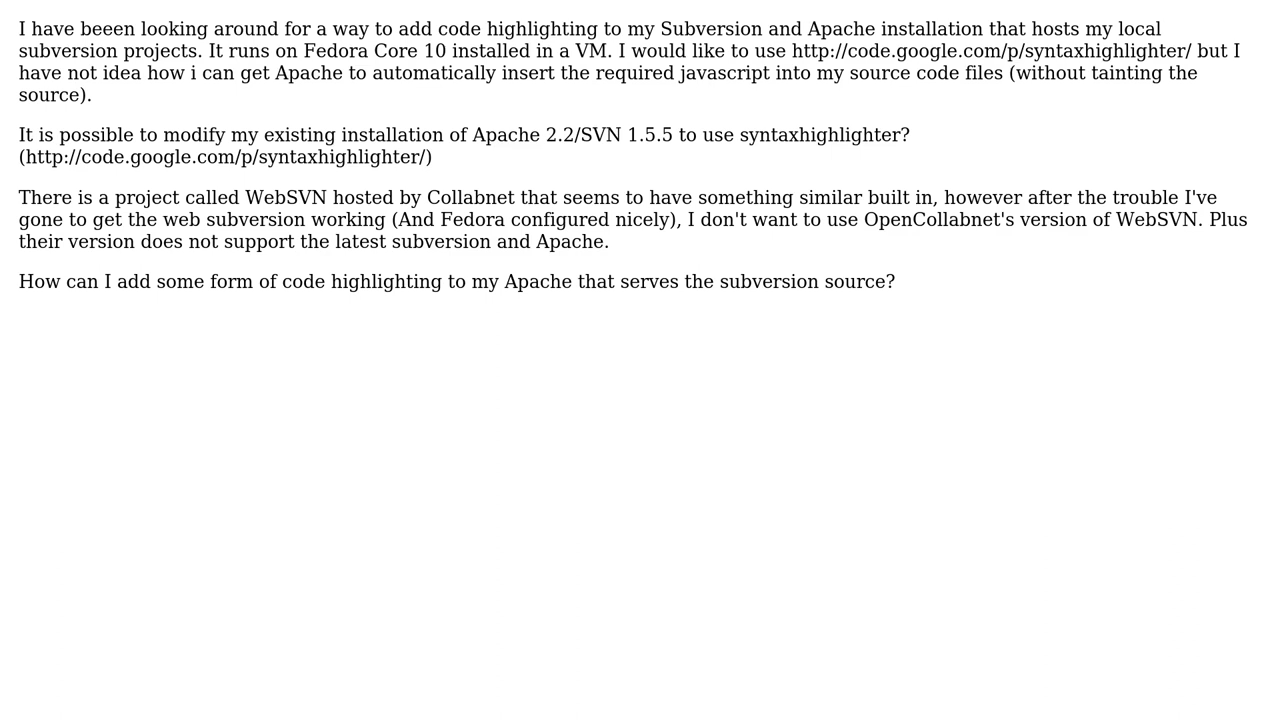 I have beeen looking around for a way to add code highlighting to my Subversion and Apache installation that hosts my local
subversion projects. It runs on Fedora Core 10 installed in a VM. I would like to use http://code.google.com/p/syntaxhighlighter/ but I
have not idea how i can get Apache to automatically insert the required javascript into my source code files (without tainting the
source).
It is possible to modify my existing installation of Apache 2.2/SVN 1.5.5 to use syntaxhighlighter?
(http://code.google.com/p/syntaxhighlighter/)
There is a project called WebSVN hosted by Collabnet that seems to have something similar built in, however after the trouble I've
gone to get the web subversion working (And Fedora configured nicely), I don't want to use OpenCollabnet's version of WebSVN. Plus
their version does not support the latest subversion and Apache.
How can I add some form of code highlighting to my Apache that serves the subversion source?